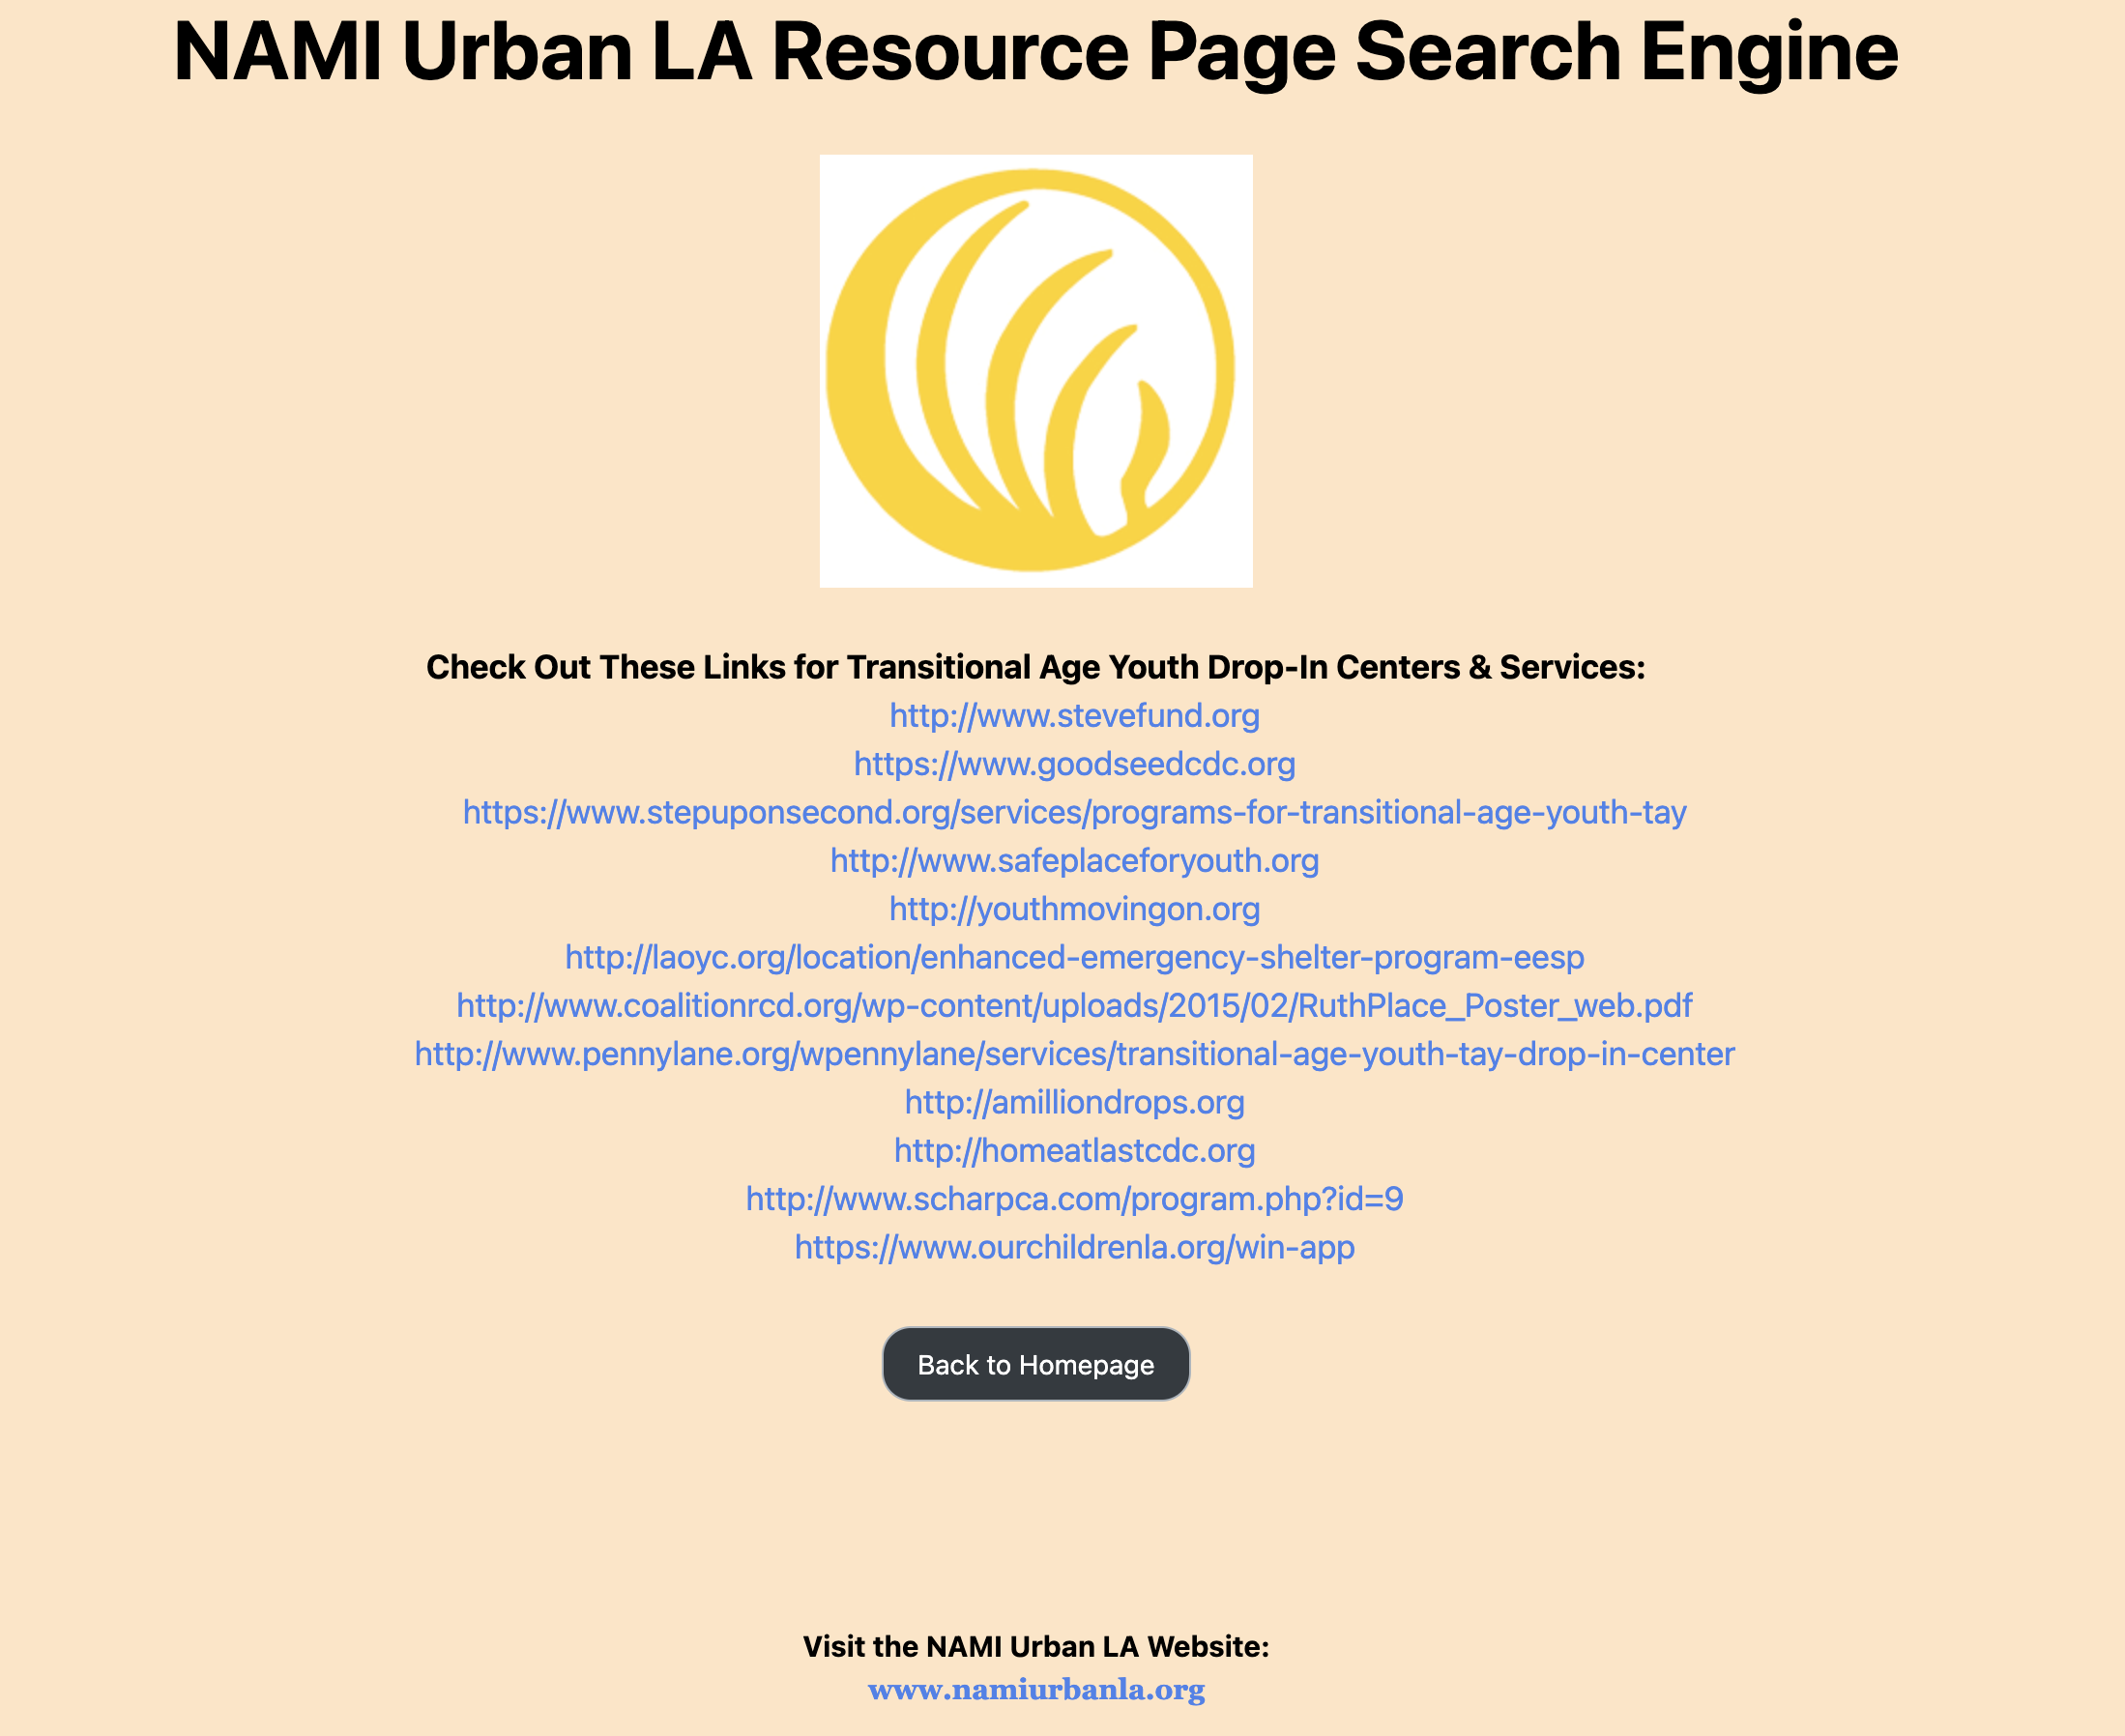 NAMI Urban LA Resource Page Search Engine
Check Out These Links for Transitional Age Youth Drop-In Centers & Services:
http://www.stevefund.org
https://www.goodseedcdc.org
https://www.stepuponsecond.org/services/programs-for-transitional-age-youth-tay
http://www.safeplaceforyouth.org
http://youthmovingon.org
http://laoyc.org/location/enhanced-emergency-shelter-program-eesp
http://www.coalitionrcd.org/wp-content/uploads/2015/02/RuthPlace_Poster_web.pdf
http://www.pennylane.org/wpennylane/services/transitional-age-youth-tay-drop-in-center
http://amilliondrops.org
http://homeatlastcdc.org
http://www.scharpca.com/program.php?id=9
https://www.ourchildrenla.org/win-app
Back to Homepage
Visit the NAMI Urban LA Website:
www.namiurbanla.org